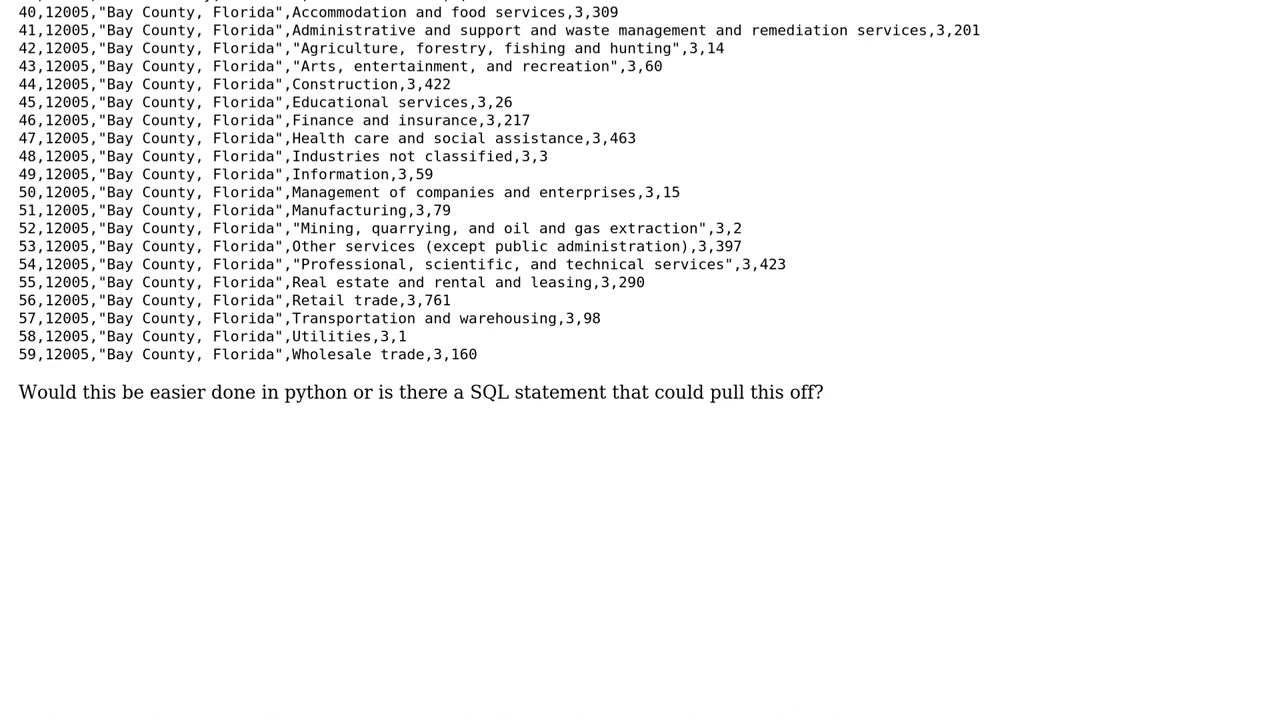 40,12005,"Bay County, Florida",Accommodation and food services,3,309
41,12005,"Bay County, Florida",Administrative and support and waste management and remediation services,3,201
42,12005,"Bay County, Florida","Agriculture, forestry, fishing and hunting",3,14
43,12005,"Bay County, Florida","Arts, entertainment, and recreation",3,60
44,12005,"Bay County, Florida",Construction,3,422
45,12005,"Bay County, Florida",Educational services,3,26
46,12005,"Bay County, Florida",Finance and insurance,3,217
47,12005,"Bay County, Florida",Health care and social assistance,3,463
48,12005,"Bay County, Florida",Industries not classified,3,3
49,12005,"Bay County, Florida",Information,3,59
50,12005,"Bay County, Florida",Management of companies and enterprises,3,15
51,12005,"Bay County, Florida",Manufacturing,3,79
52,12005,"Bay County, Florida","Mining, quarrying, and oil and gas extraction",3,2
53,12005,"Bay County, Florida",Other services (except public administration),3,397
54,12005,"Bay County, Florida","Professional, scientific, and technical services",3,423
55,12005,"Bay County, Florida",Real estate and rental and leasing,3,290
56,12005,"Bay County, Florida",Retail trade,3,761
57,12005,"Bay County, Florida",Transportation and warehousing,3,98
58,12005,"Bay County, Florida",Utilities,3,1
59,12005,"Bay County, Florida",Wholesale trade,3,160
Would this be easier done in python or is there a SQL statement that could pull this off?